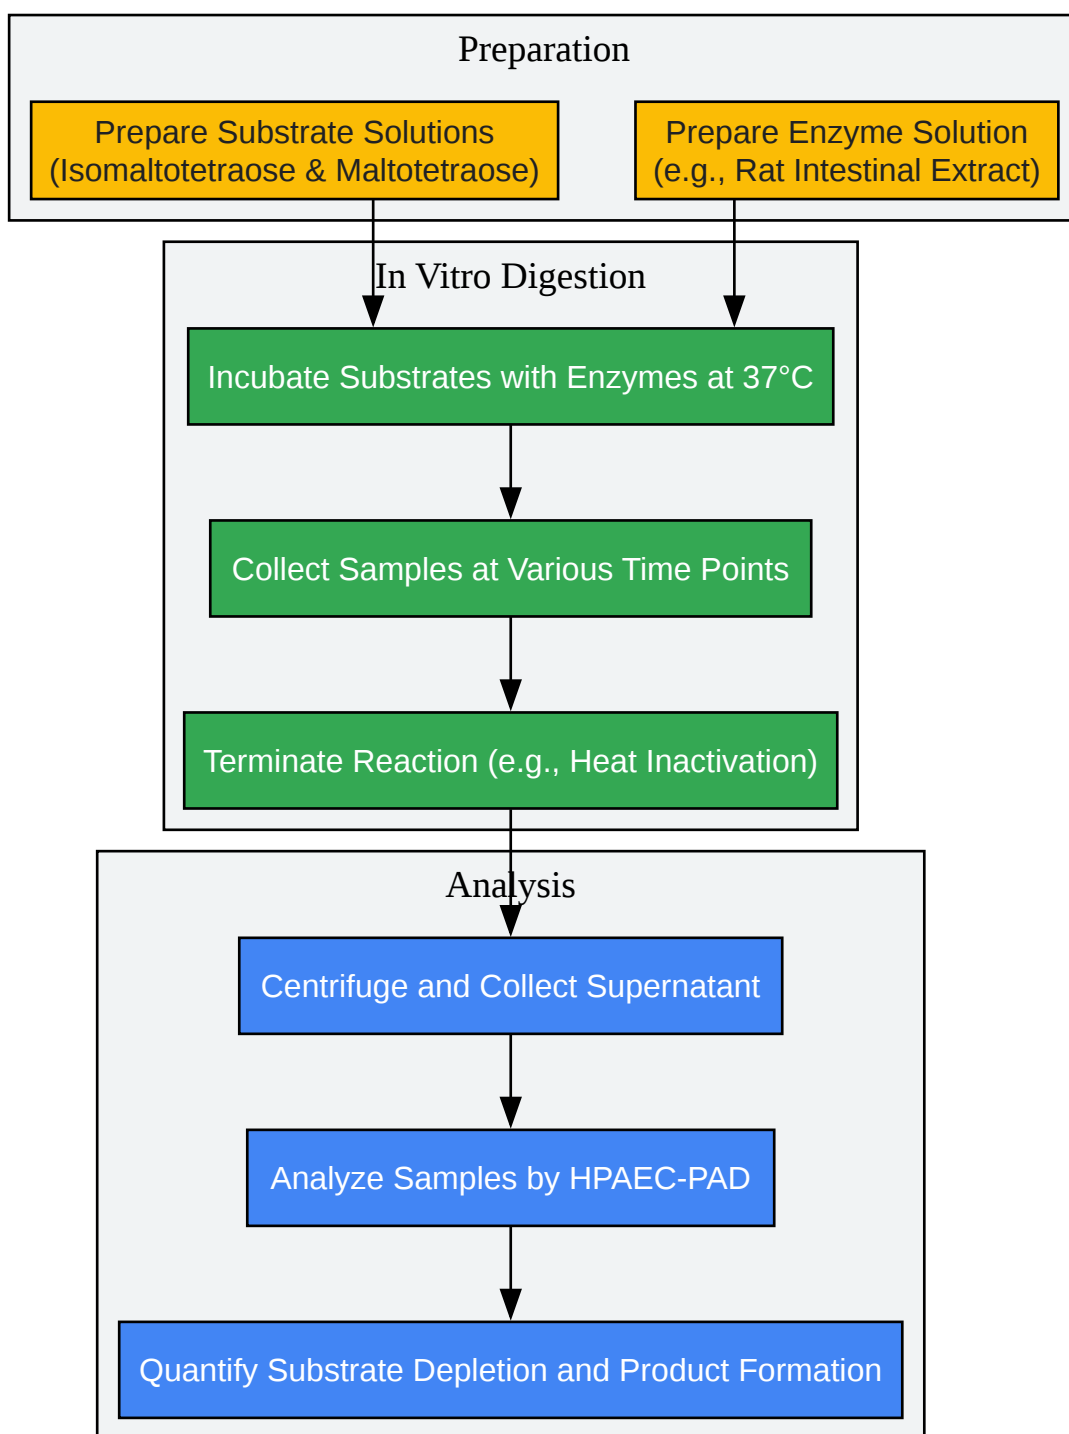 Preparation
Prepare Substrate Solutions
(Isomaltotetraose & Maltotetraose)
Prepare Enzyme Solution
(e.g., Rat Intestinal Extract)
In Vitro Digestion
Incubate Substrates with Enzymes at 37°C
Collect Samples at Various Time Points
Terminate Reaction (e.g., Heat Inactivation)
Analysis
Centrifuge and Collect Supernatant
Analyze Samples by HPAEC-PAD
Quantify Substrate Depletion and Product Formation